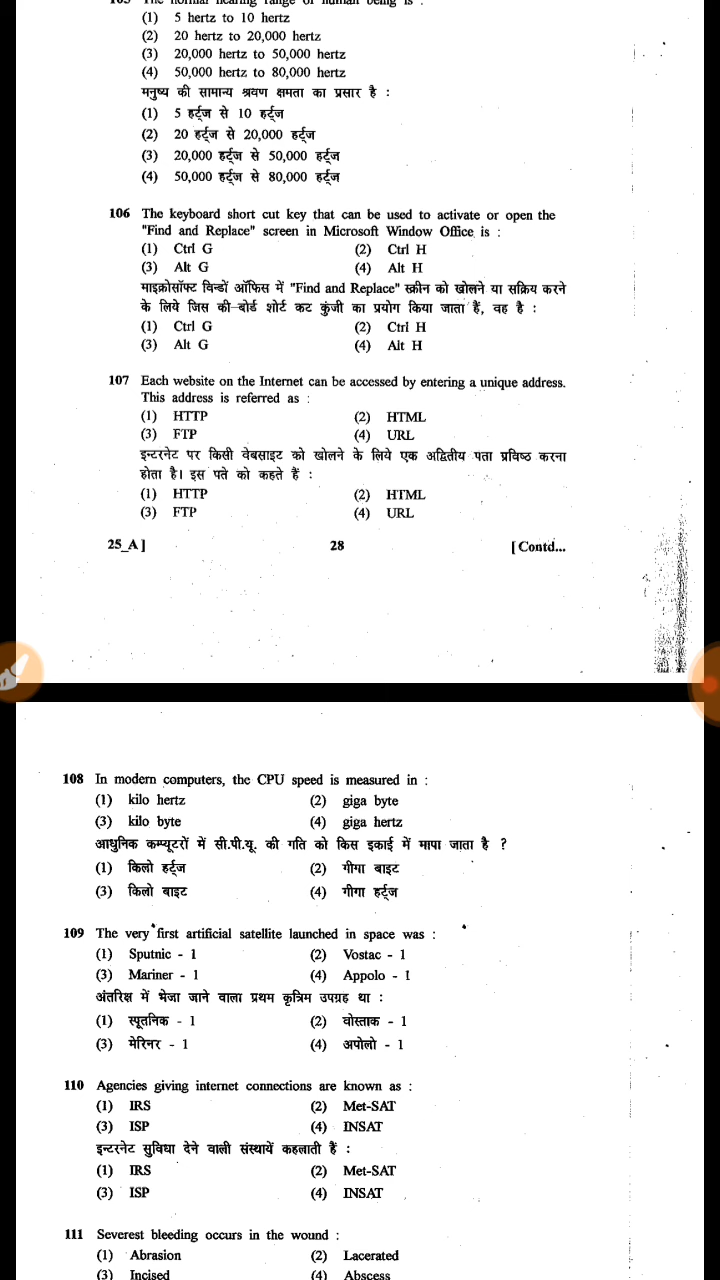 105 The normal hearing range of human being is :
(1) 5 hertz to 10 hertz
(2) 20 hertz to 20,000 hertz
(3) 20,000 hertz to 50,000 hertz
(4) 50,000 hertz to 80,000 hertz
मनुष्य की सामान्य श्रवण क्षमता का प्रसार है :
(1) 5 हर्ट्ज से 10 हर्ट्ज
(2) 20 हर्ट्ज से 20,000 हर्ट्ज
(3) 20,000 हर्ट्ज से 50,000 हर्ट्ज
(4) 50,000 हर्ट्ज से 80,000 हर्ट्ज
106 The keyboard short cut key that can be used to activate or open the
"Find and Replace" screen in Microsoft Window Office is :
(1) Ctrl G (2) Ctrl H
(3) Alt G (4) Alt H
माइक्रोसॉफ्ट विन्डों ऑफिस में "Find and Replace" स्क्रीन को खोलने या सक्रिय करने
के लिये जिस की-बोर्ड शोर्ट कट कुंजी का प्रयोग किया जाता हैं, वह है :
(1) Ctrl G (2) Ctrl H
(3) Alt G (4) Alt H
107 Each website on the Internet can be accessed by entering a unique address.
This address is referred as :
(1) HTTP (2) HTML
(3) FTP (4) URL
इन्टरनेट पर किसी वेबसाइट को खोलने के लिये एक अद्वितीय पता प्रविष्ठ करना
होता है। इस पते को कहते हैं :
(1) HTTP (2) HTML
(3) FTP (4) URL
25_A] 28 [Contd...
108 In modern computers, the CPU speed is measured in :
(1) kilo hertz (2) giga byte
(3) kilo byte (4) giga hertz
आधुनिक कम्प्यूटरों में सी.पी.यू. की गति को किस इकाई में मापा जाता है ?
(1) किलो हर्ट्ज (2) गीगा बाइट
(3) किलो बाइट (4) गीगा हर्ट्ज
109 The very first artificial satellite launched in space was :
(1) Sputnic - 1 (2) Vostac - 1
(3) Mariner - 1 (4) Appolo - 1
अंतरिक्ष में भेजा जाने वाला प्रथम कृत्रिम उपग्रह था :
(1) स्पूतनिक - 1 (2) वोस्ताक - 1
(3) मेरिनर - 1 (4) अपोलो - 1
110 Agencies giving internet connections are known as :
(1) IRS (2) Met-SAT
(3) ISP (4) INSAT
इन्टरनेट सुविधा देने वाली संस्थायें कहलाती हैं :
(1) IRS (2) Met-SAT
(3) ISP (4) INSAT
111 Severest bleeding occurs in the wound :
(1) Abrasion (2) Lacerated
(3) Incised (4) Abscess